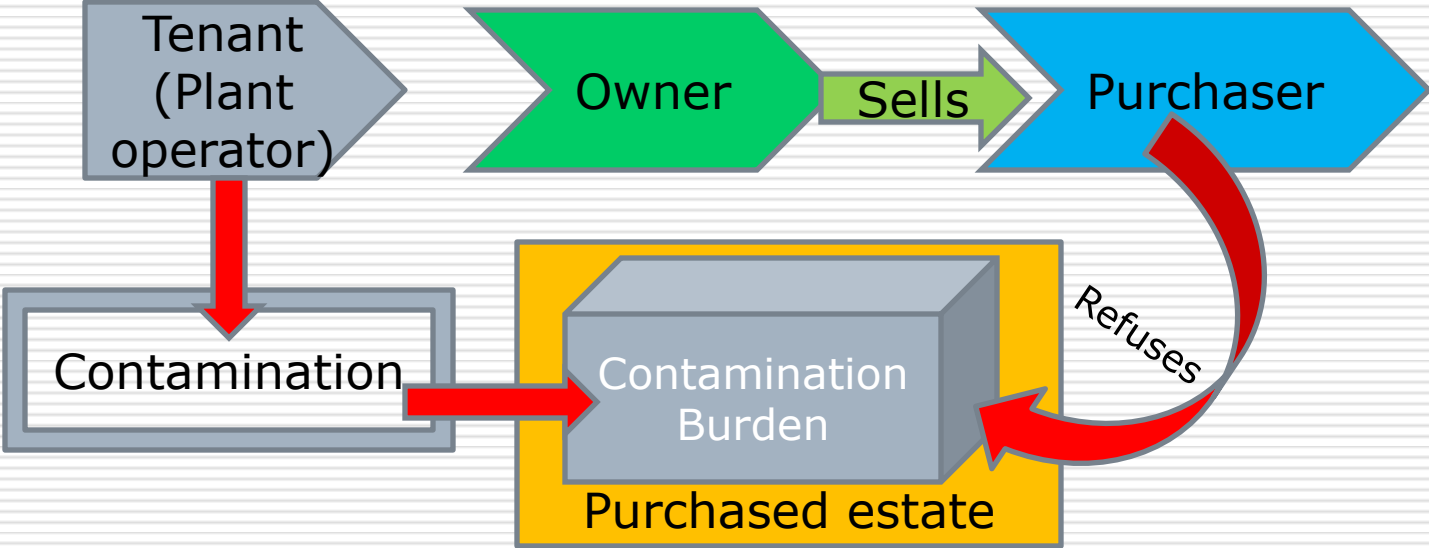 Tenant
(Plant
operator)
Owner
Sells
Purchaser
Contamination
Contamination
Burden
Refuses
Purchased estate